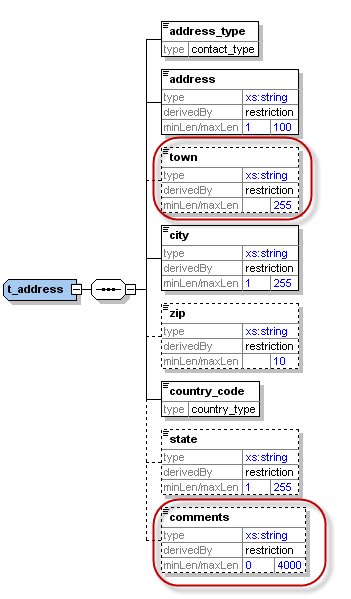 address_type
type contact_type
address
type xs:string
derivedBy restriction
minLen/maxLen 1 100
town
type xs:string
derivedBy restriction
minLen/maxLen 255
city
type xs:string
derivedBy restriction
minLen/maxLen 1 255
t_address
zip
type xs:string
derivedBy restriction
minLen/maxLen 10
country_code
type country_type
state
type xs:string
derivedBy restriction
minLen/maxLen 1 255
comments
type xs:string
derivedBy restriction
minLen/maxLen 0 4000